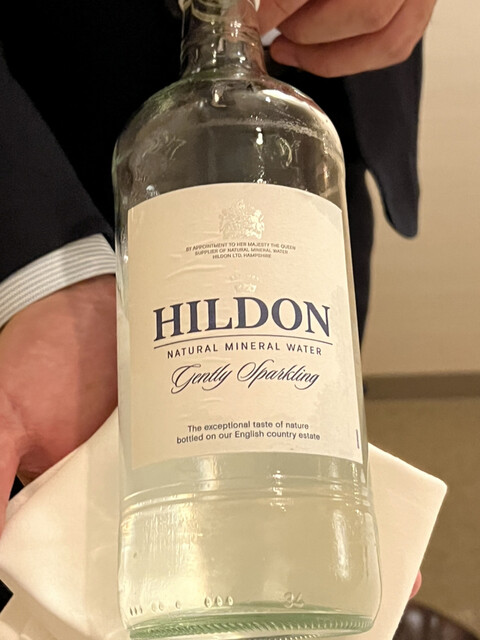 BY APPOINTMENT TO HER MAJESTY THE QUEEN
SUPPLIER OF NATURAL MINERAL WATER
HILDON LTD. HAMPSHIRE
HILDON
NATURAL MINERAL WATER
Gently Sparkling
The exceptional taste of nature
bottled on our English country estate
34